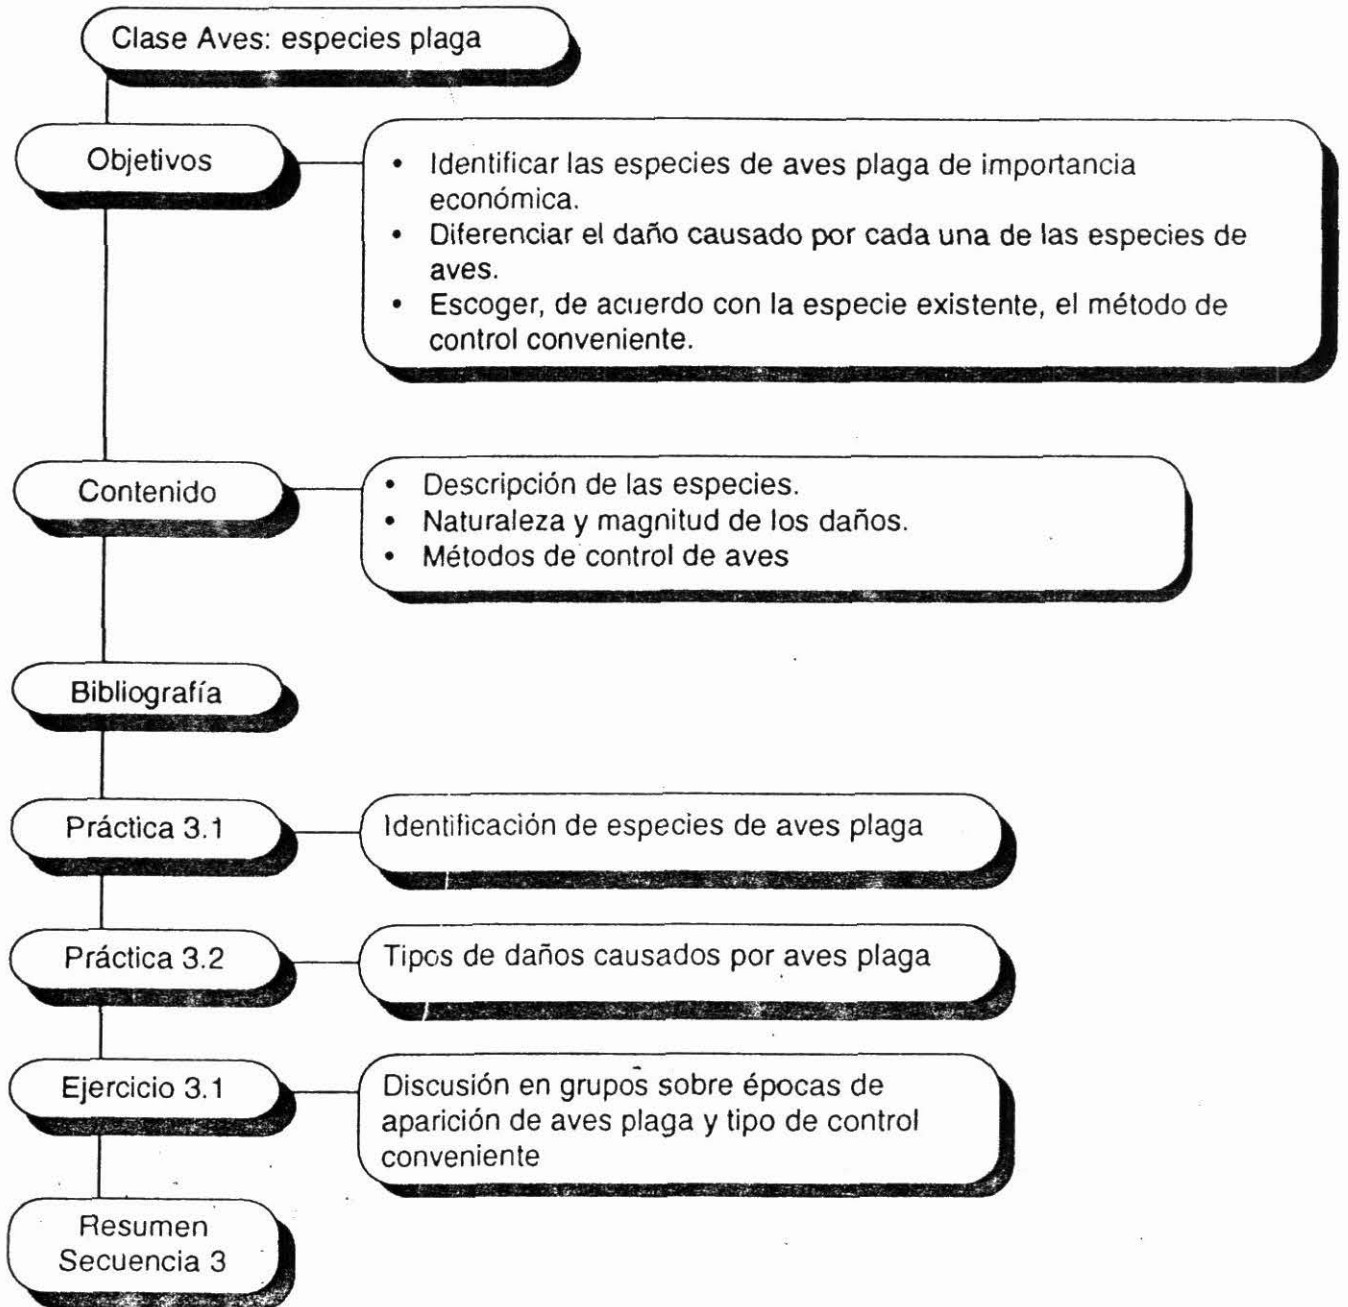 Clase Aves: especies plaga
Objetivos
• Identificar las especies de aves plaga de importancia
económica.
• Diferenciar el daño causado por cada una de las especies de
aves.
• Escoger, de acuerdo con la especie existente, el método de
control conveniente.
Contenido
• Descripción de las especies.
• Naturaleza y magnitud de los daños.
• Métodos de control de aves
Bibliografía
Práctica 3.1
Identificación de especies de aves plaga
Práctica 3.2
Tipos de daños causados por aves plaga
Ejercicio 3.1
Discusión en grupos sobre épocas de
aparición de aves plaga y tipo de control
conveniente
Resumen
Secuencia 3